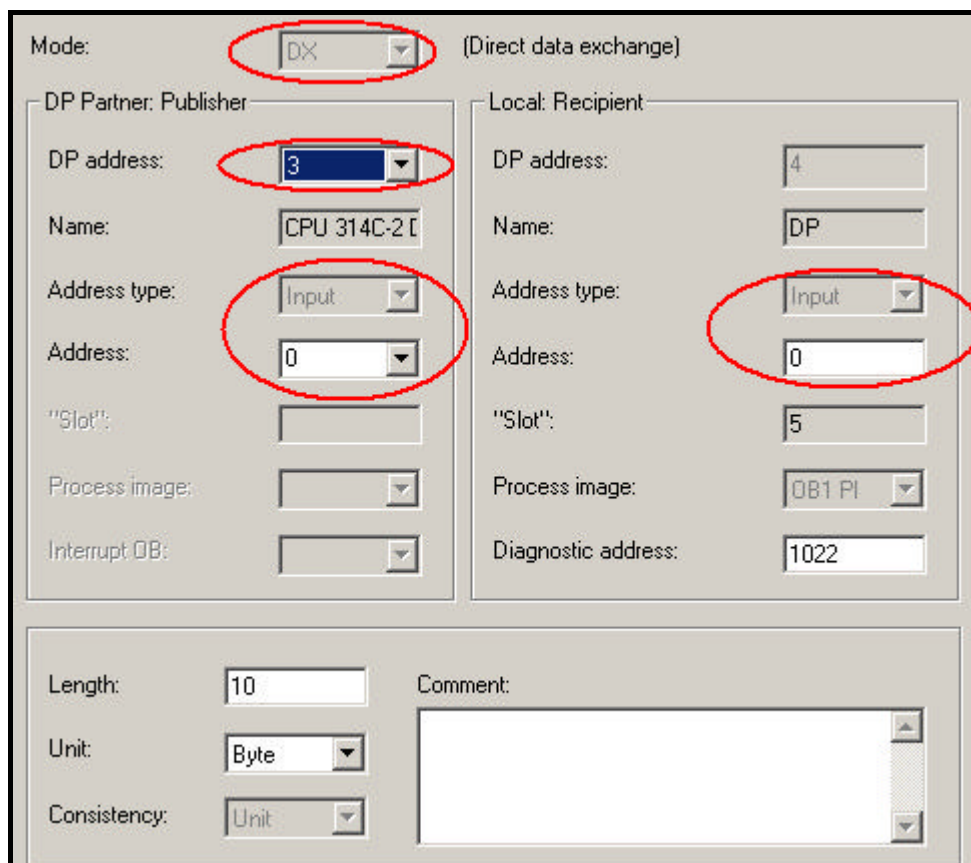 Mode: DX (Direct data exchange)
DP Partner: Publisher
DP address: 3
Name: CPU 314C-2 D
Address type: Input
Address: 0
"Slot":
Process image:
Interrupt OB:
Local: Recipient
DP address: 4
Name: DP
Address type: Input
Address: 0
"Slot": 5
Process image: OB1 PI
Diagnostic address: 1022
Length: 10
Unit: Byte
Consistency: Unit
Comment: